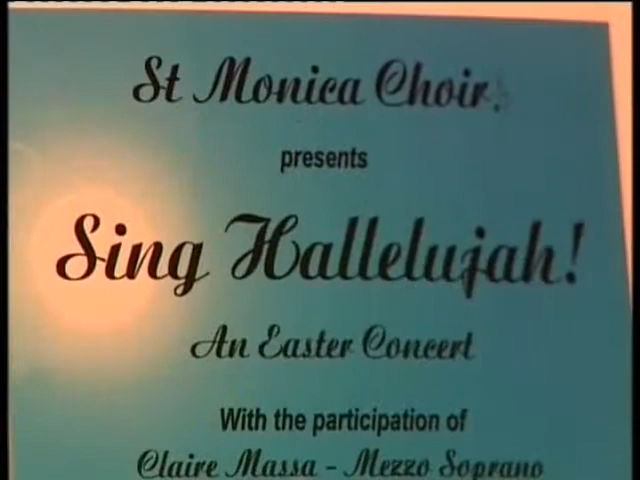 St Monica Choir
presents
Sing Hallelujah!
An Easter Concert
With the participation of
Claire Massa - Mezzo Soprano